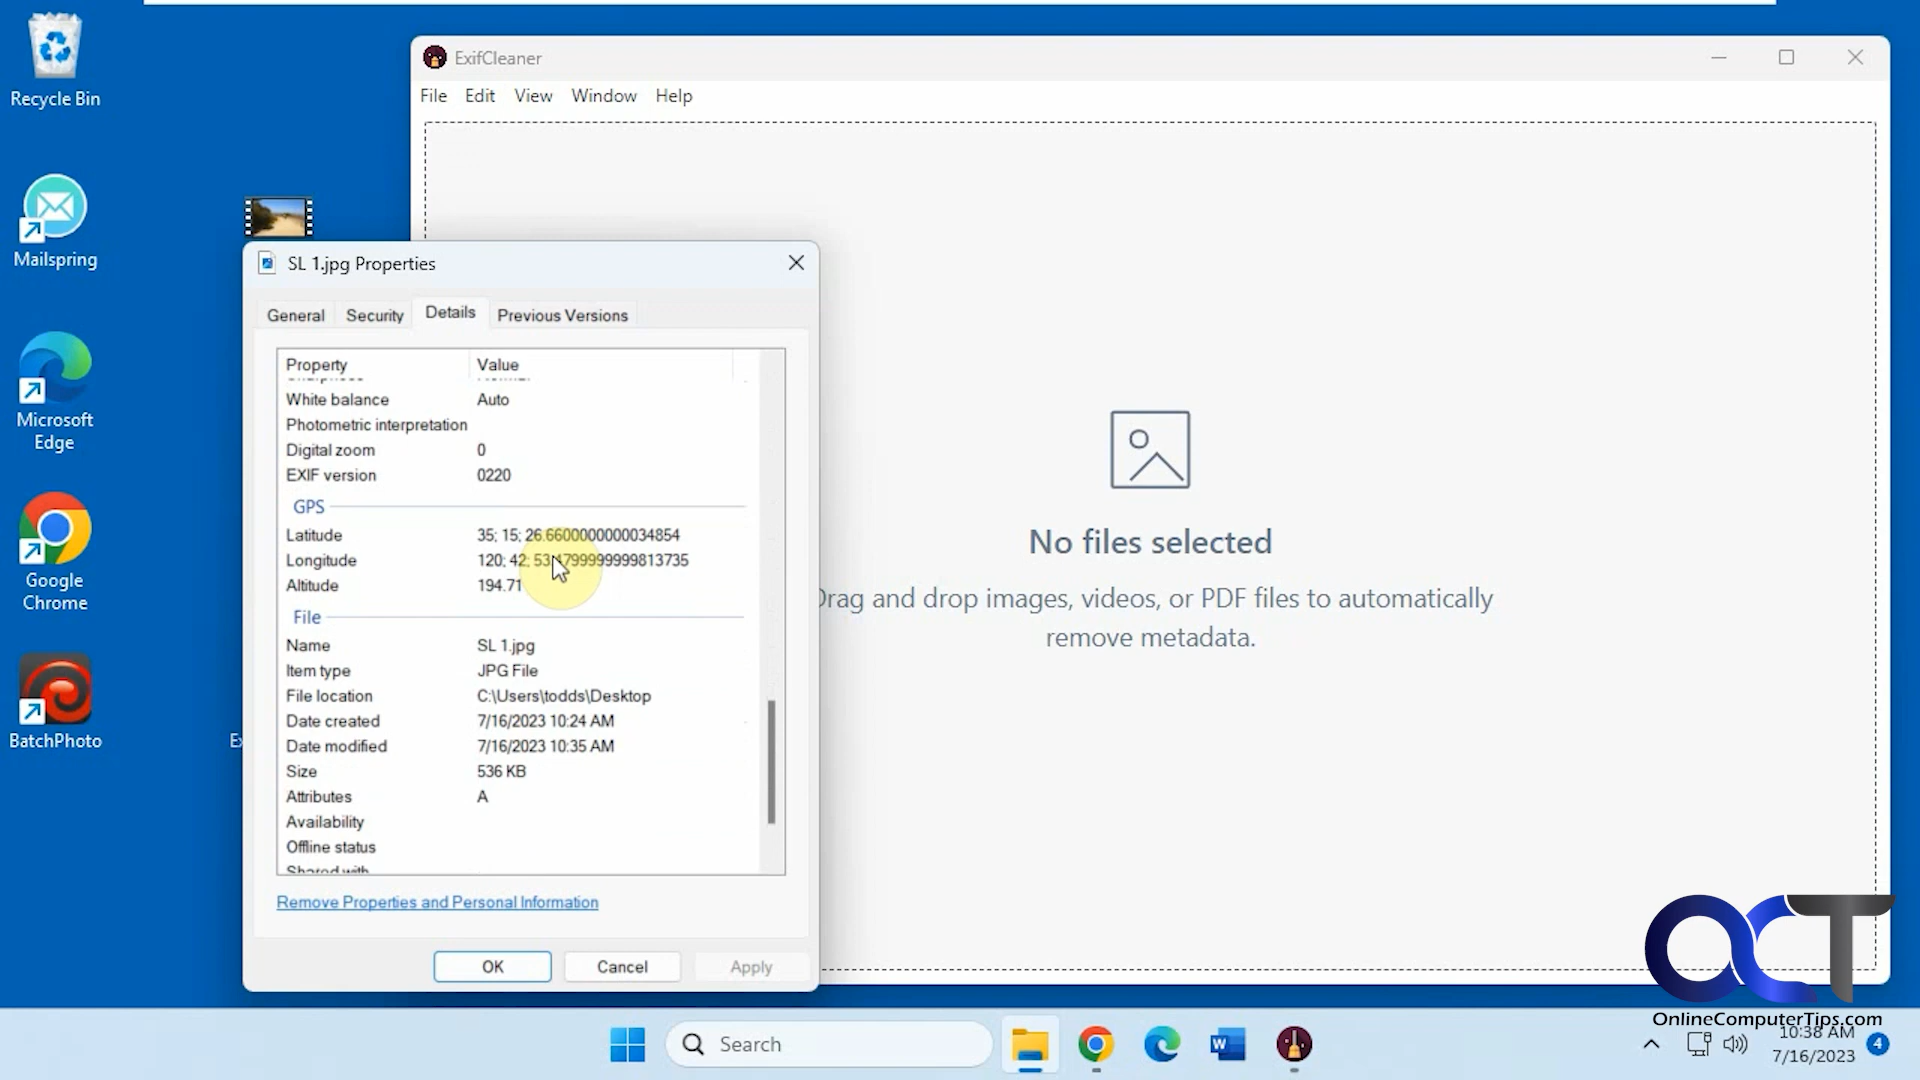 Recycle Bin
Mailspring
Microsoft
Edge
Google
Chrome
BatchPhoto
Ex
ExifCleaner
File Edit View Window Help
SL 1.jpg Properties
General Security Details Previous Versions
Property Value
White balance Auto
Photometric interpretation
Digital zoom 0
EXIF version 0220
GPS
Latitude 35; 15; 26.6600000000034854
Longitude 120; 42; 53.4799999999813735
Altitude 194.71
File
Name SL 1.jpg
Item type JPG File
File location C:\Users\todds\Desktop
Date created 7/16/2023 10:24 AM
Date modified 7/16/2023 10:35 AM
Size 536 KB
Attributes A
Availability
Offline status
Shared with
Remove Properties and Personal Information
OK Cancel Apply
No files selected
Drag and drop images, videos, or PDF files to automatically
remove metadata.
OCT
OnlineComputerTips.com
Search
10:38 AM
7/16/2023
4